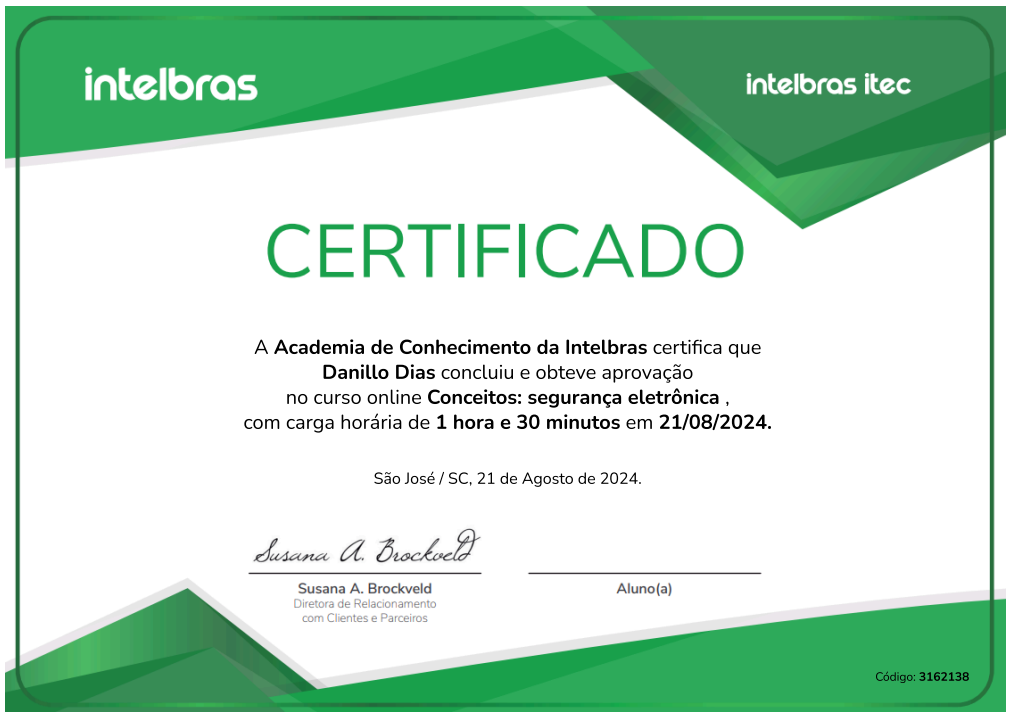 intelbras
intelbras itec
CERTIFICADO
A Academia de Conhecimento da Intelbras certifica que
Danillo Dias concluiu e obteve aprovação
no curso online Conceitos: segurança eletrônica ,
com carga horária de 1 hora e 30 minutos em 21/08/2024.
São José / SC, 21 de Agosto de 2024.
Susana A. Brockveld
Susana A. Brockveld
Diretora de Relacionamento
com Clientes e Parceiros
Aluno(a)
Código: 3162138